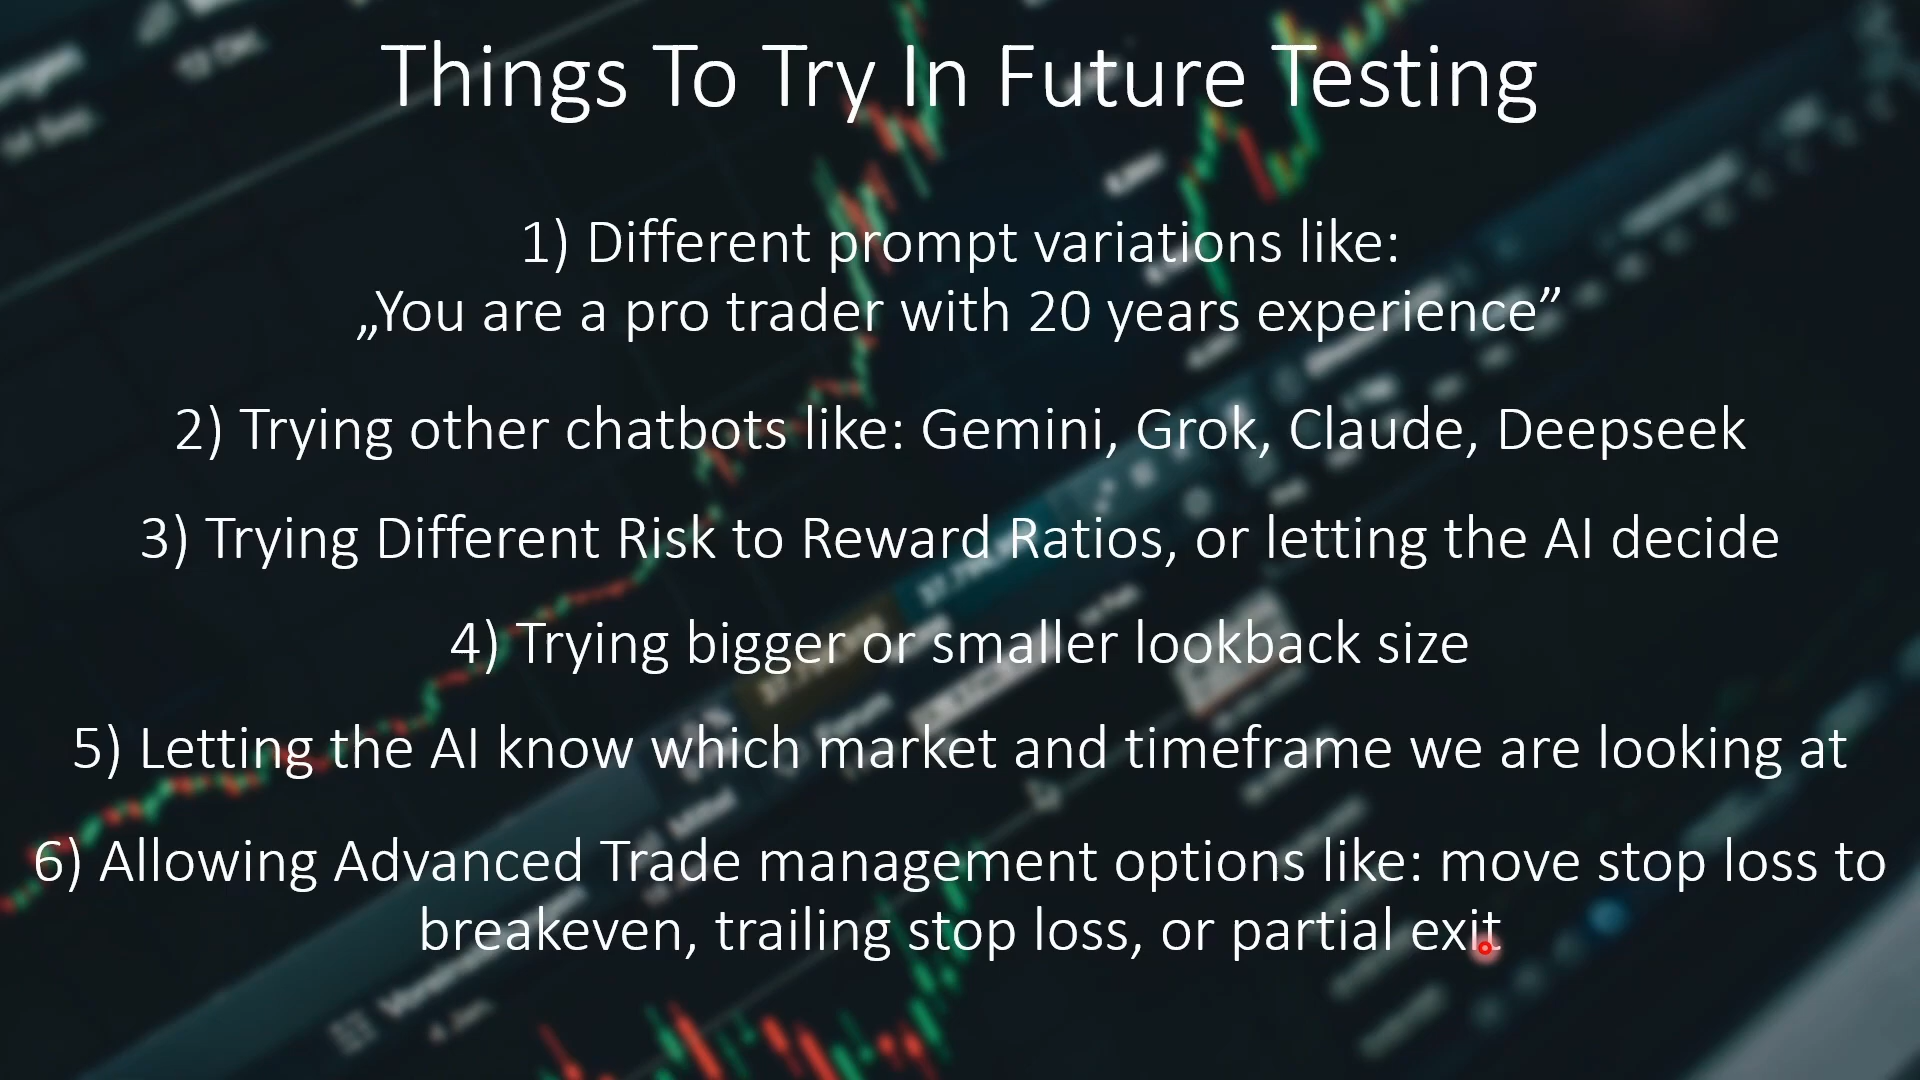 Things To Try In Future Testing
1) Different prompt variations like:
„You are a pro trader with 20 years experience”
2) Trying other chatbots like: Gemini, Grok, Claude, Deepseek
3) Trying Different Risk to Reward Ratios, or letting the AI decide
4) Trying bigger or smaller lookback size
5) Letting the AI know which market and timeframe we are looking at
6) Allowing Advanced Trade management options like: move stop loss to
breakeven, trailing stop loss, or partial exit
12 Dec.
4 Jan.